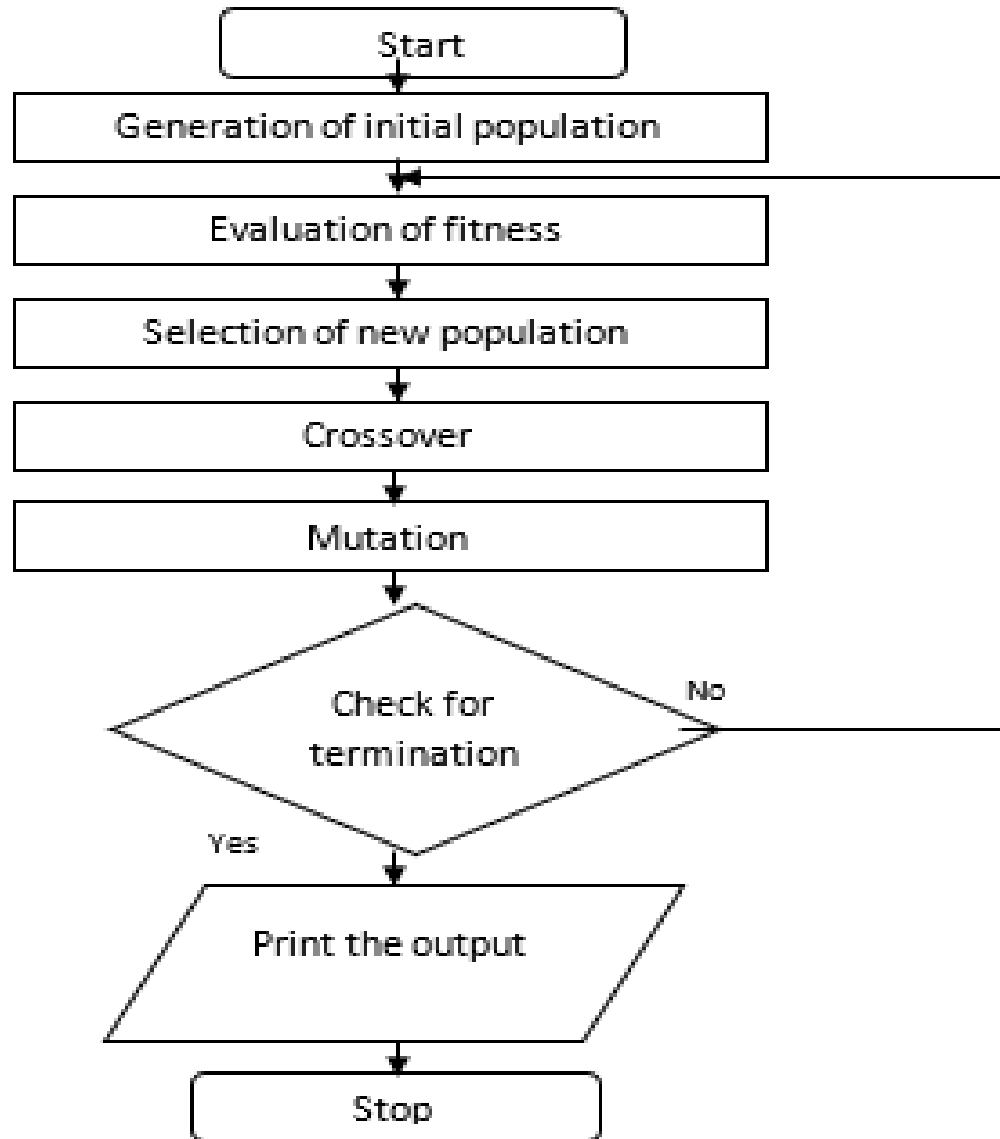 Start
Generation of initial population
Evaluation of fitness
Selection of new population
Crossover
Mutation
Check for
termination
No
Yes
Print the output
Stop